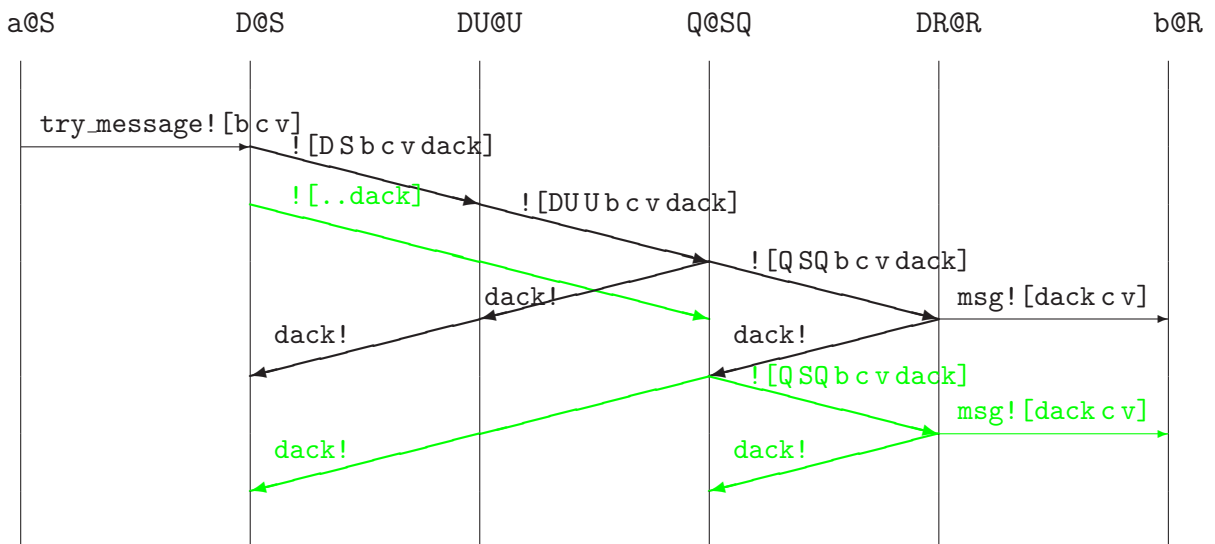 a@S D@S DU@U Q@SQ DR@R b@R
try_message![b c v]
![D S b c v dack]
![..dack]
![DU U b c v dack]
![Q SQ b c v dack]
dack!
msg![dack c v]
dack!
dack!
![Q SQ b c v dack]
msg![dack c v]
dack!
dack!